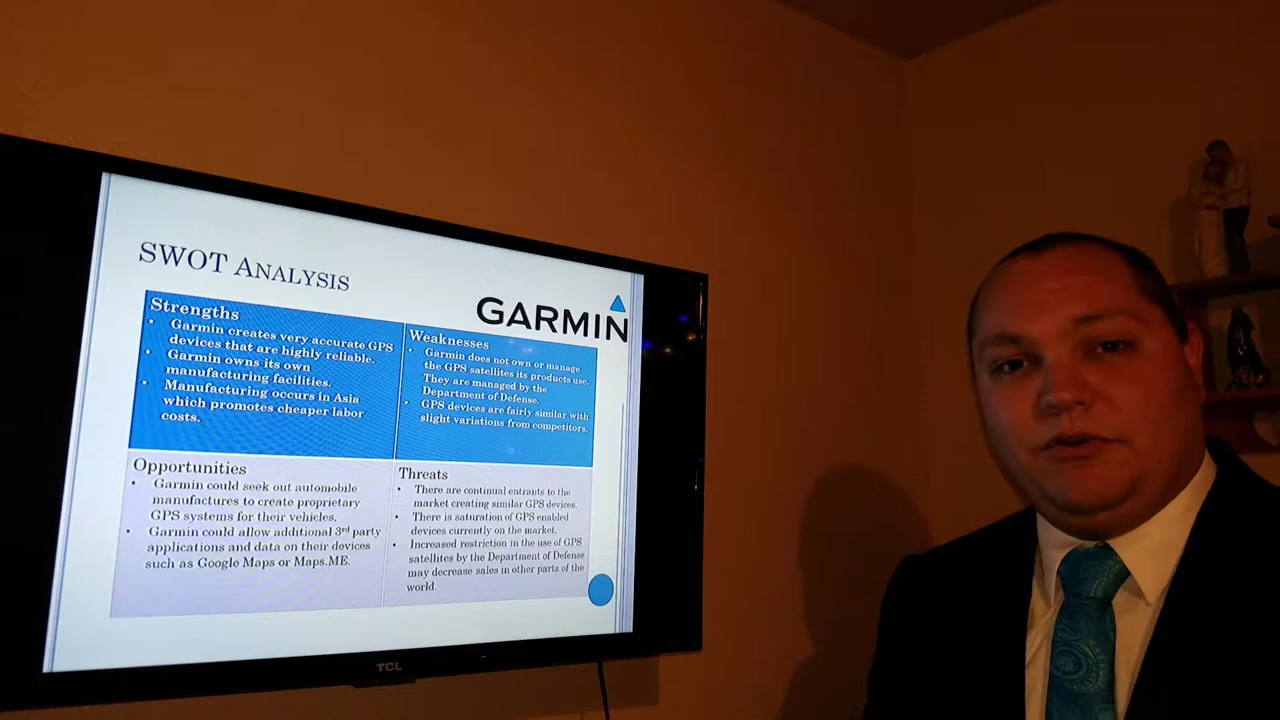 SWOT ANALYSIS
GARMIN
Strengths
• Garmin creates very accurate GPS
devices that are highly reliable.
• Garmin owns its own
manufacturing facilities.
• Manufacturing occurs in Asia
which promotes cheaper labor
costs.
Weaknesses
• Garmin does not own or manage
the GPS satellites its products use.
They are managed by the
Department of Defense.
• GPS devices are fairly similar with
slight variations from competitors.
Opportunities
• Garmin could seek out automobile
manufactures to create proprietary
GPS systems for their vehicles.
• Garmin could allow additional 3rd party
applications and data on their devices
such as Google Maps or Maps.ME.
Threats
• There are continual entrants to the
market creating similar GPS devices.
• There is saturation of GPS enabled
devices currently on the market.
• Increased restriction in the use of GPS
satellites by the Department of Defense
may decrease sales in other parts of the
world.
TCL